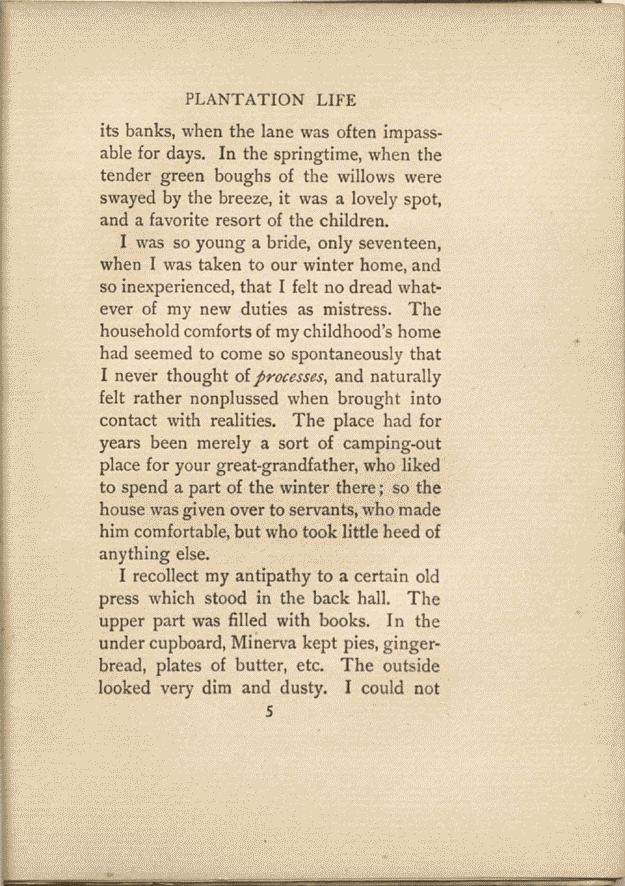 PLANTATION LIFE
its banks, when the lane was often impass-
able for days. In the springtime, when the
tender green boughs of the willows were
swayed by the breeze, it was a lovely spot,
and a favorite resort of the children.
I was so young a bride, only seventeen,
when I was taken to our winter home, and
so inexperienced, that I felt no dread what-
ever of my new duties as mistress. The
household comforts of my childhood's home
had seemed to come so spontaneously that
I never thought of processes, and naturally
felt rather nonplussed when brought into
contact with realities. The place had for
years been merely a sort of camping-out
place for your great-grandfather, who liked
to spend a part of the winter there; so the
house was given over to servants, who made
him comfortable, but who took little heed of
anything else.
I recollect my antipathy to a certain old
press which stood in the back hall. The
upper part was filled with books. In the
under cupboard, Minerva kept pies, ginger-
bread, plates of butter, etc. The outside
looked very dim and dusty. I could not
5